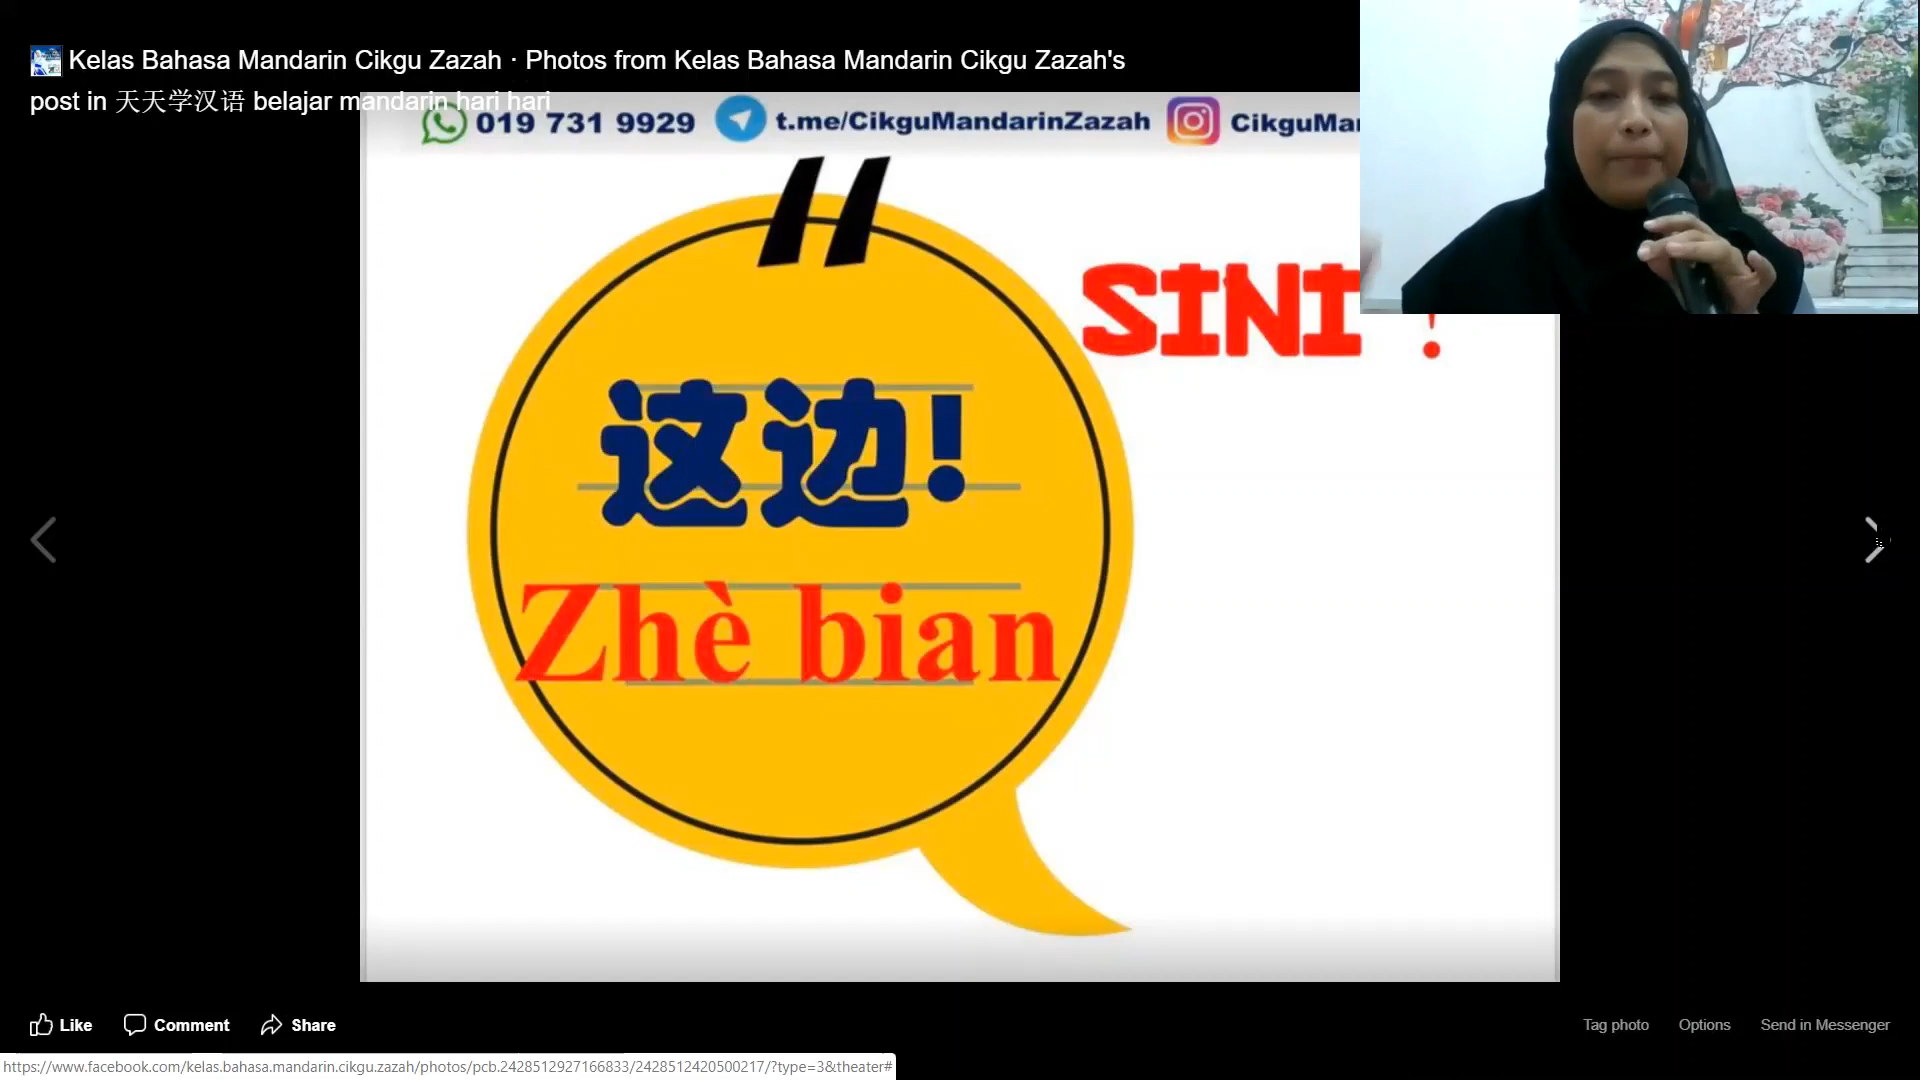 Kelas Bahasa Mandarin Cikgu Zazah · Photos from Kelas Bahasa Mandarin Cikgu Zazah's
post in 天天学汉语 belajar mandarin hari hari
019 731 9929 t.me/CikguMandarinZazah
SINI !
这边!
Zhè bian
Like Comment Share
Tag photo Options Send in Messenger
https://www.facebook.com/kelas.bahasa.mandarin.cikgu.zazah/photos/pcb.2428512927166833/2428512420500217/?type=3&theater#